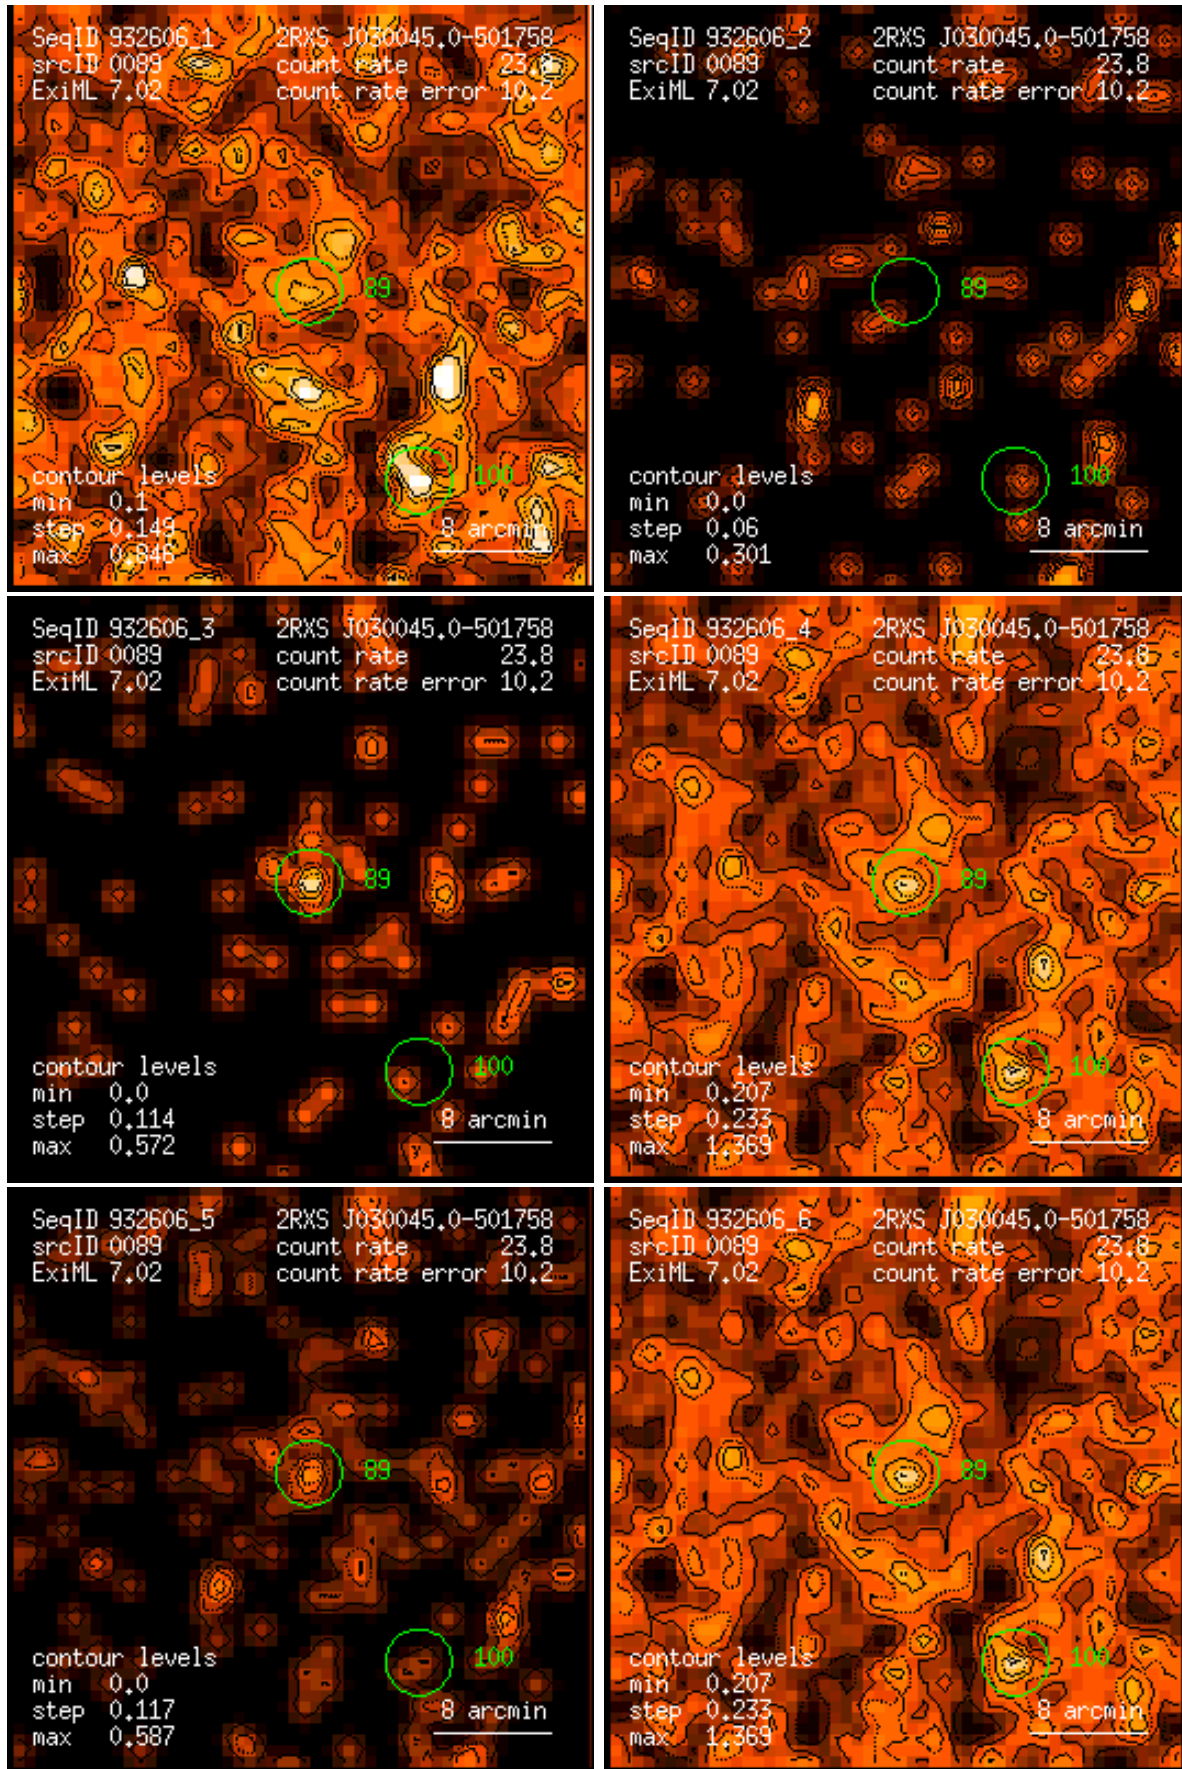 SeqID 932606_1 2RXS J030045.0-501758
srcID 0089 count rate 23.8
ExiML 7.02 count rate error 10.2
89
100
contour levels
min 0.1
step 0.149 8 arcmin
max 0.846
SeqID 932606_2 2RXS J030045.0-501758
srcID 0089 count rate 23.8
ExiML 7.02 count rate error 10.2
89
100
contour levels
min 0.0
step 0.06 8 arcmin
max 0.301
SeqID 932606_3 2RXS J030045.0-501758
srcID 0089 count rate 23.8
ExiML 7.02 count rate error 10.2
89
100
contour levels
min 0.0
step 0.114 8 arcmin
max 0.572
SeqID 932606_4 2RXS J030045.0-501758
srcID 0089 count rate 23.8
ExiML 7.02 count rate error 10.2
89
100
contour levels
min 0.207
step 0.233 8 arcmin
max 1.369
SeqID 932606_5 2RXS J030045.0-501758
srcID 0089 count rate 23.8
ExiML 7.02 count rate error 10.2
89
100
contour levels
min 0.0
step 0.117 8 arcmin
max 0.587
SeqID 932606_6 2RXS J030045.0-501758
srcID 0089 count rate 23.8
ExiML 7.02 count rate error 10.2
89
100
contour levels
min 0.207
step 0.233 8 arcmin
max 1.369